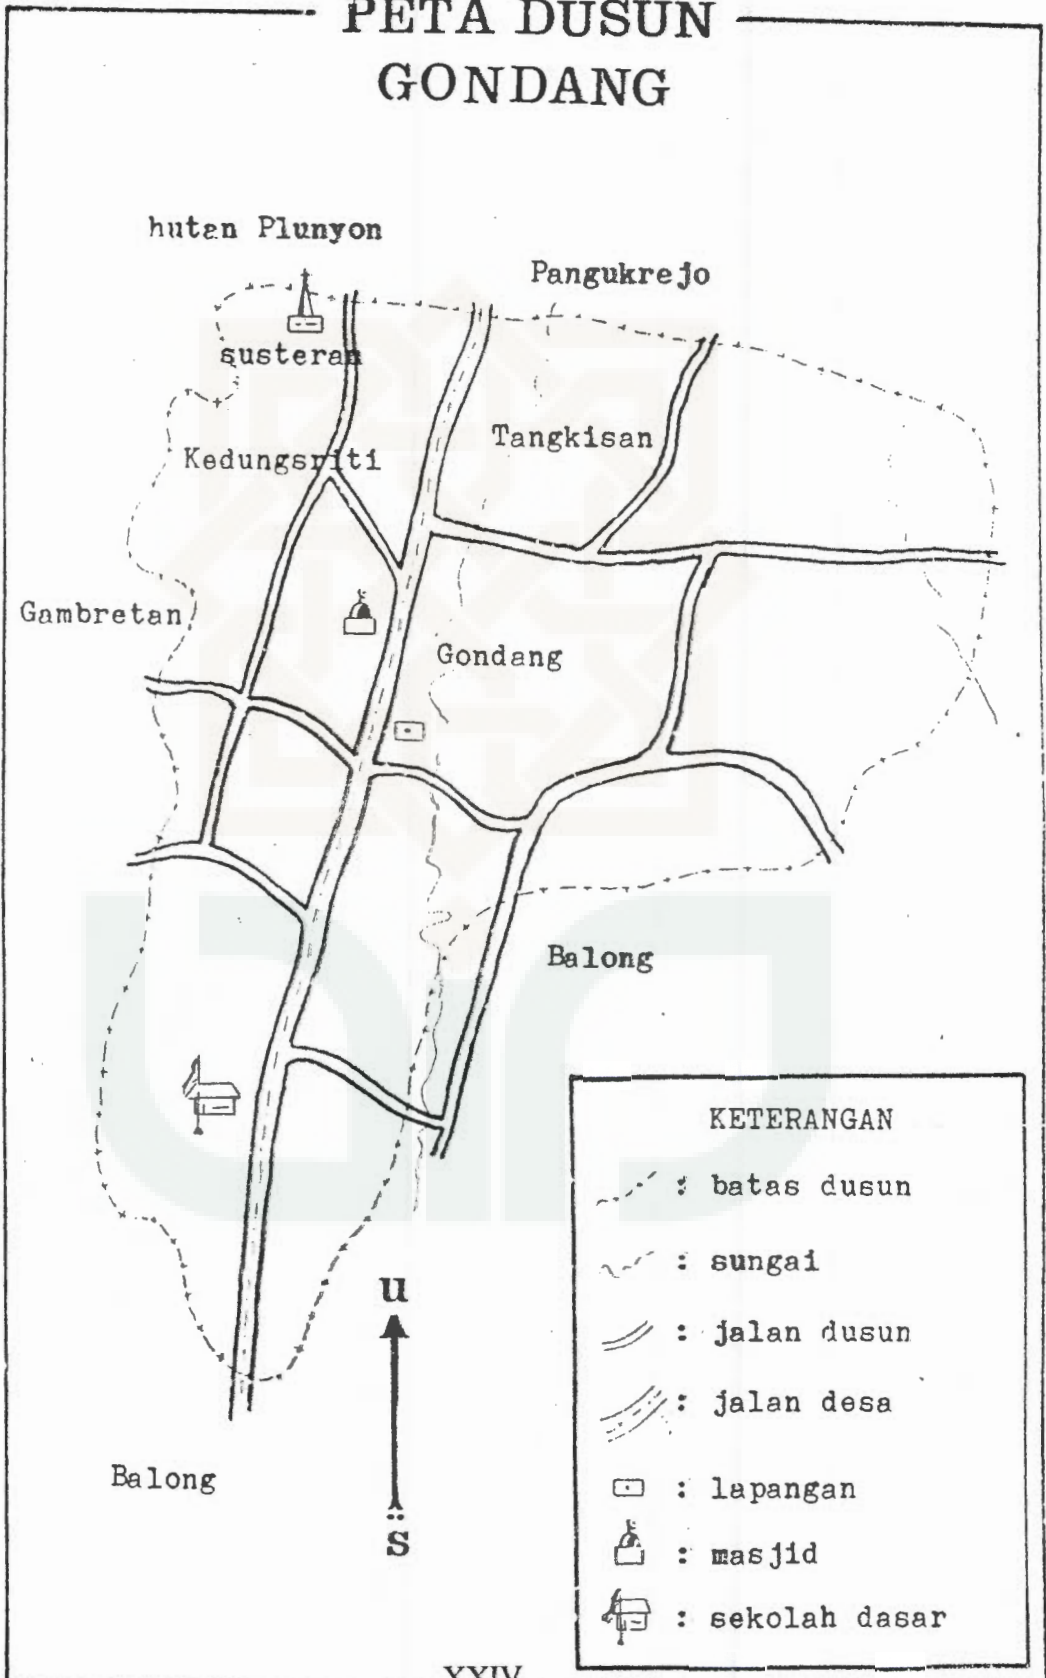 PETA DUSUN
GONDANG
hutan Plunyon
Pangukrejo
susteran
Tangkisan
Kedungsriti
Gambretan
Gondang
Balong
KETERANGAN
: batas dusun
: sungai
: jalan dusun
: jalan desa
: lapangan
: masjid
: sekolah dasar
U
S
Balong
XXIV